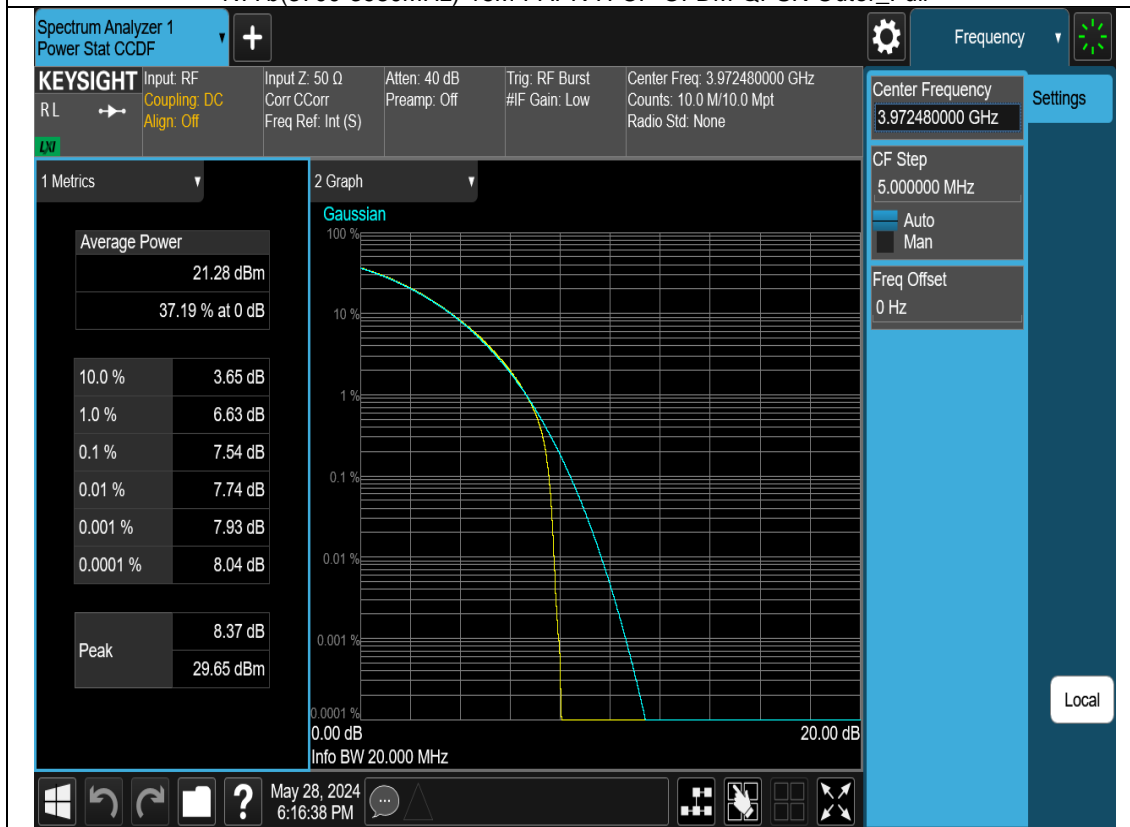 Spectrum Analyzer 1
Power Stat CCDF
Frequency
KEYSIGHT
RL
LXI
Input: RF
Coupling: DC
Align: Off
Input Z: 50 Ω
Corr CCorr
Freq Ref: Int (S)
Atten: 40 dB
Preamp: Off
Trig: RF Burst
#IF Gain: Low
Center Freq: 3.972480000 GHz
Counts: 10.0 M/10.0 Mpt
Radio Std: None
1 Metrics
Average Power
21.28 dBm
37.19 % at 0 dB
10.0 % 3.65 dB
1.0 % 6.63 dB
0.1 % 7.54 dB
0.01 % 7.74 dB
0.001 % 7.93 dB
0.0001 % 8.04 dB
Peak
8.37 dB
29.65 dBm
2 Graph
Gaussian
100 %
10 %
1 %
0.1 %
0.01 %
0.001 %
0.0001 %
0.00 dB 20.00 dB
Info BW 20.000 MHz
Center Frequency
3.972480000 GHz
CF Step
5.000000 MHz
Auto
Man
Freq Offset
0 Hz
Settings
Local
?
May 28, 2024
6:16:38 PM